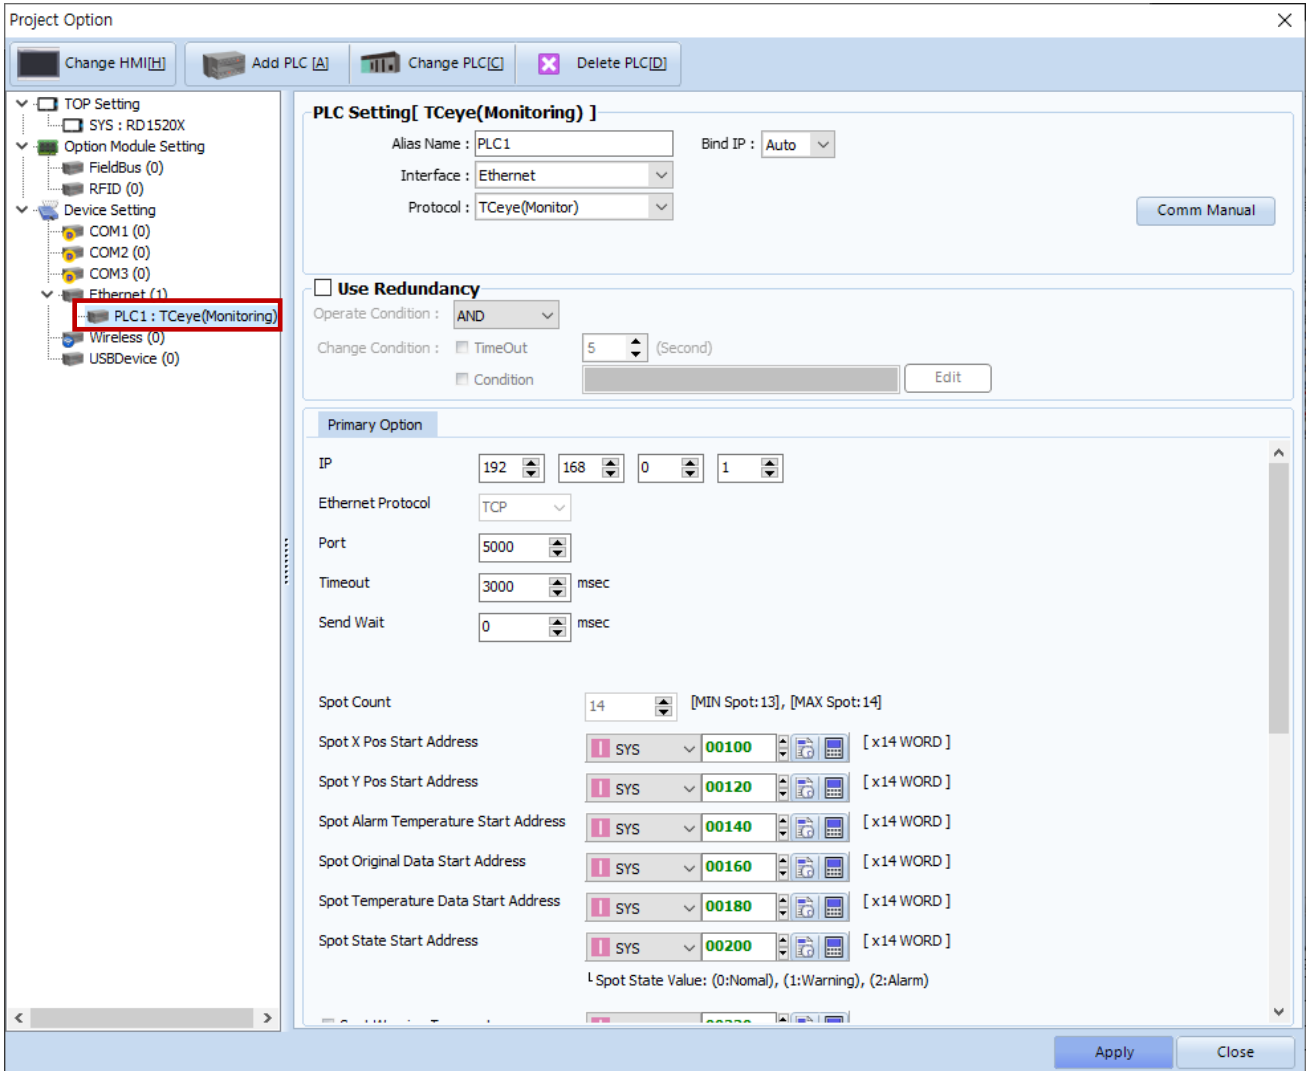 Project Option
Change HMI[H] Add PLC [A] Change PLC[C] Delete PLC[D]
TOP Setting
SYS : RD1520X
Option Module Setting
FieldBus (0)
RFID (0)
Device Setting
COM1 (0)
COM2 (0)
COM3 (0)
Ethernet (1)
PLC1 : TCeye(Monitoring)
Wireless (0)
USBDevice (0)
PLC Setting[ TCeye(Monitoring) ]
Alias Name : PLC1 Bind IP : Auto
Interface : Ethernet
Protocol : TCeye(Monitor)
Comm Manual
Use Redundancy
Operate Condition : AND
Change Condition : TimeOut 5 (Second)
Condition Edit
Primary Option
IP 192 168 0 1
Ethernet Protocol TCP
Port 5000
Timeout 3000 msec
Send Wait 0 msec
Spot Count 14 [MIN Spot:13], [MAX Spot:14]
Spot X Pos Start Address SYS 00100 [ x14 WORD ]
Spot Y Pos Start Address SYS 00120 [ x14 WORD ]
Spot Alarm Temperature Start Address SYS 00140 [ x14 WORD ]
Spot Original Data Start Address SYS 00160 [ x14 WORD ]
Spot Temperature Data Start Address SYS 00180 [ x14 WORD ]
Spot State Start Address SYS 00200 [ x14 WORD ]
└ Spot State Value: (0:Nomal), (1:Warning), (2:Alarm)
Apply Close